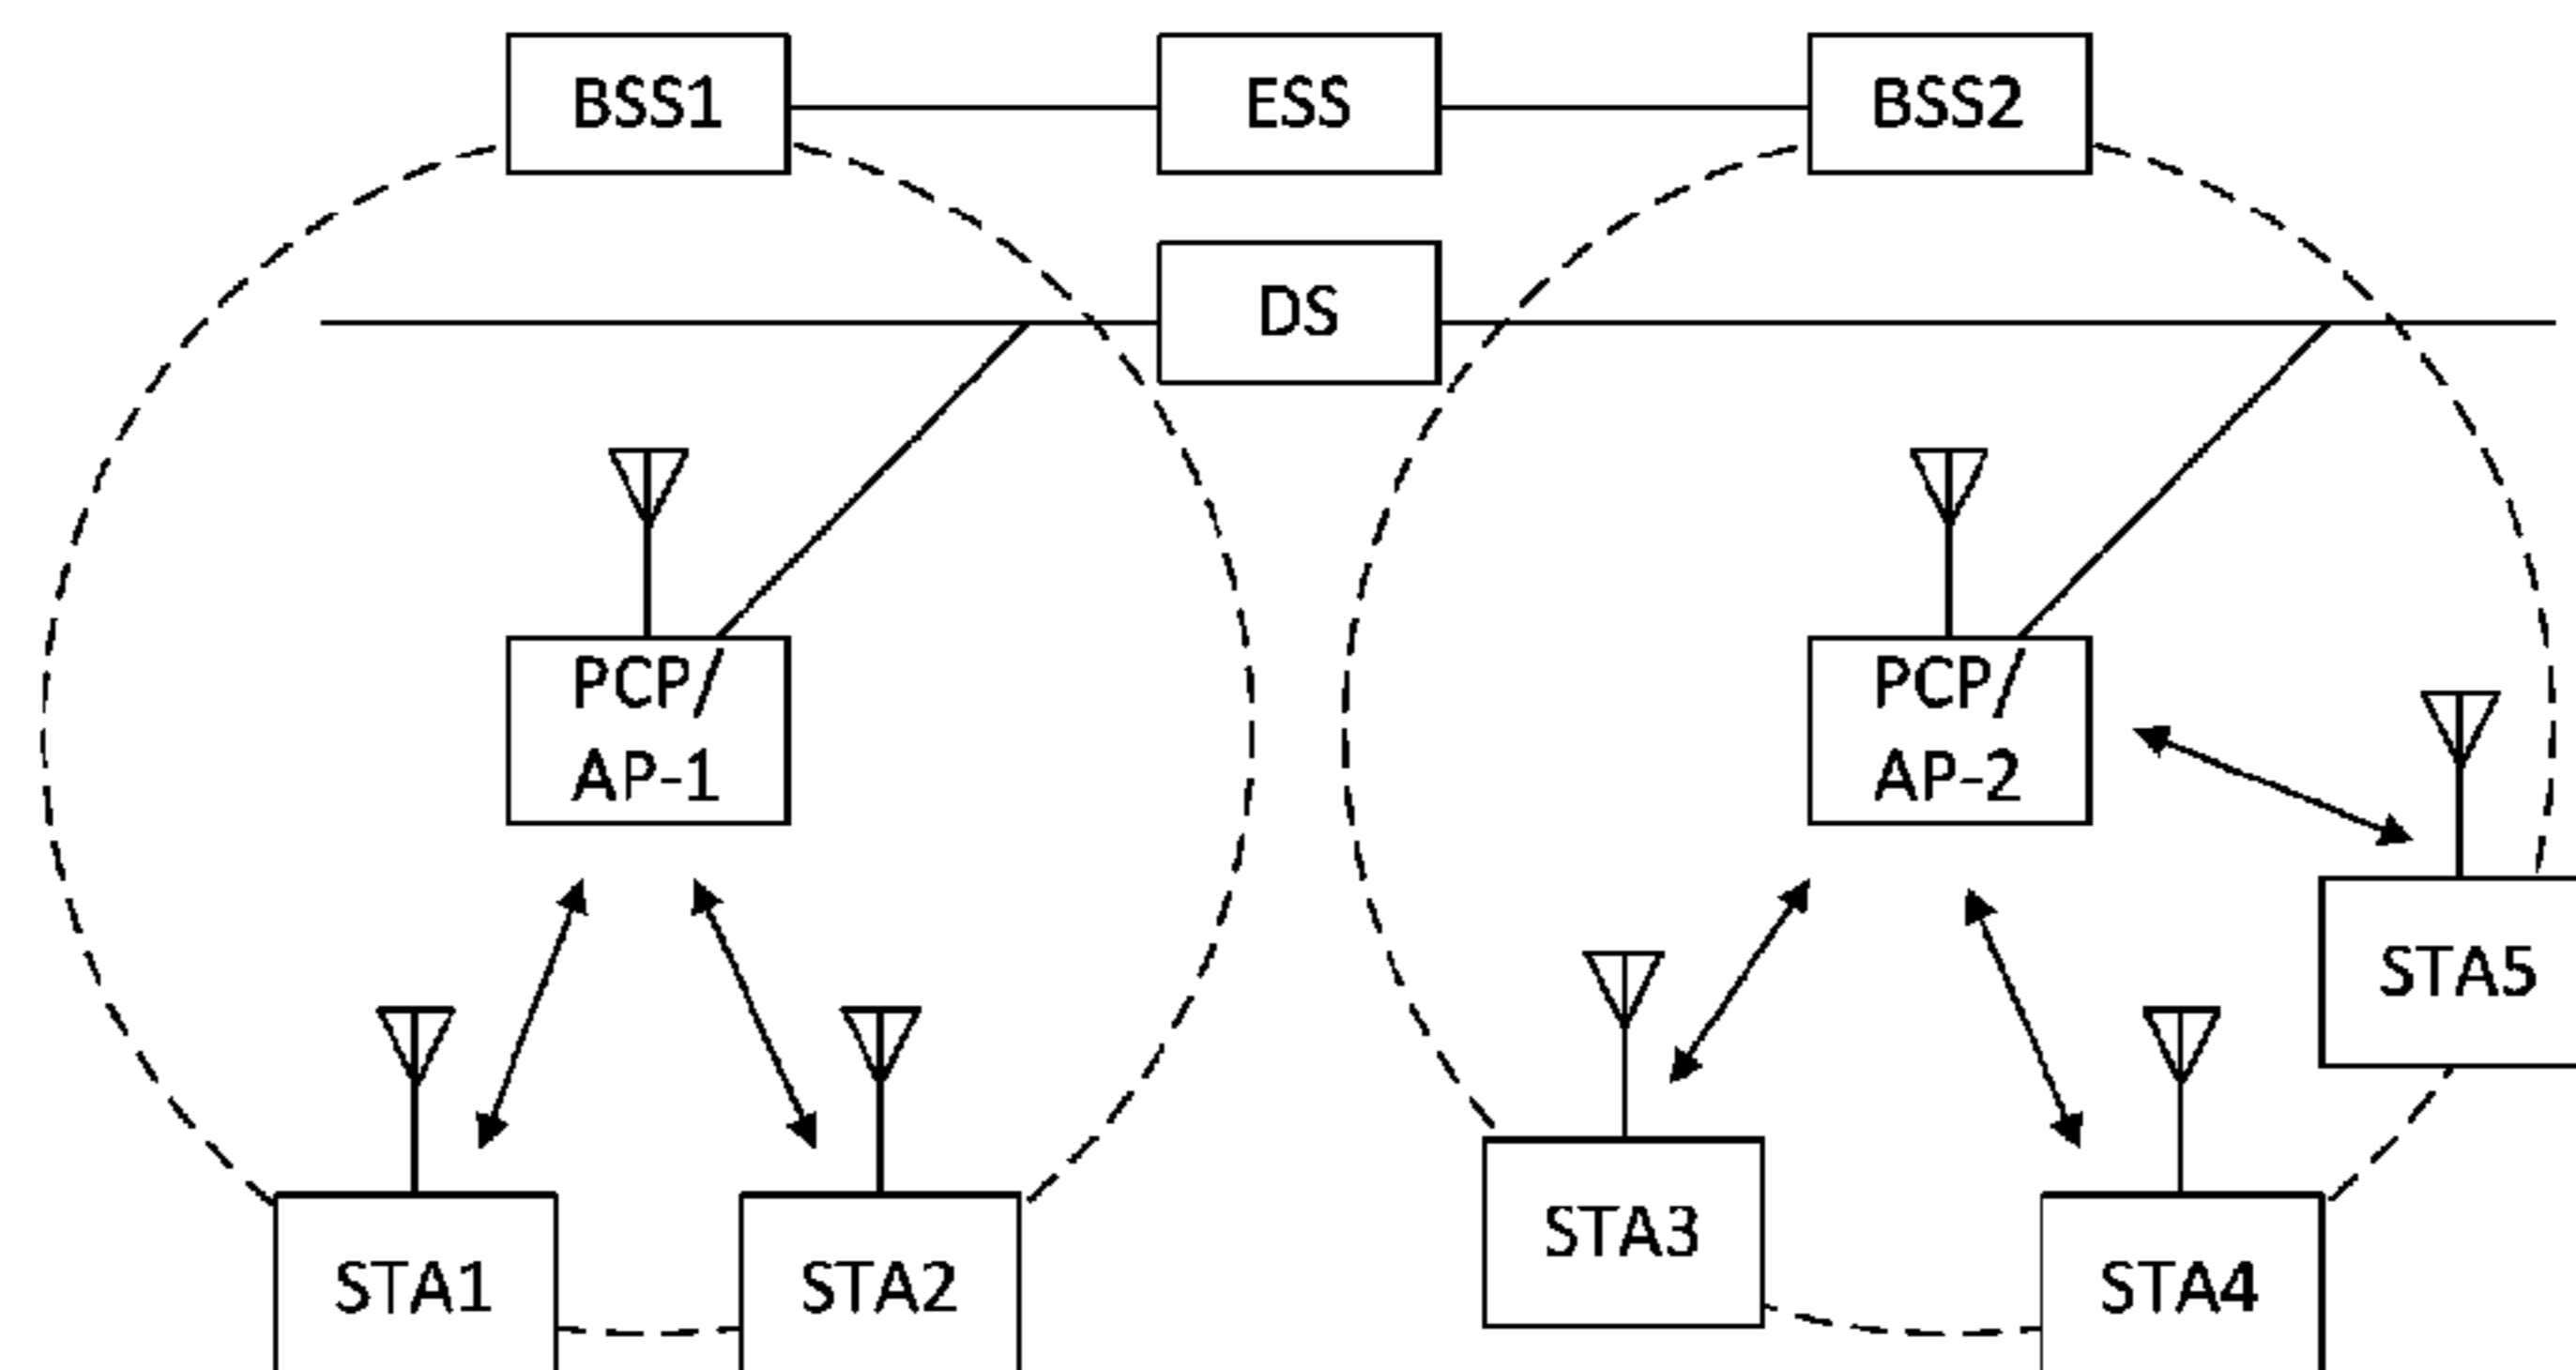 BSS1
ESS
BSS2
DS
PCP/
AP-1
PCP/
AP-2
STA5
STA3
STA1
STA2
STA4